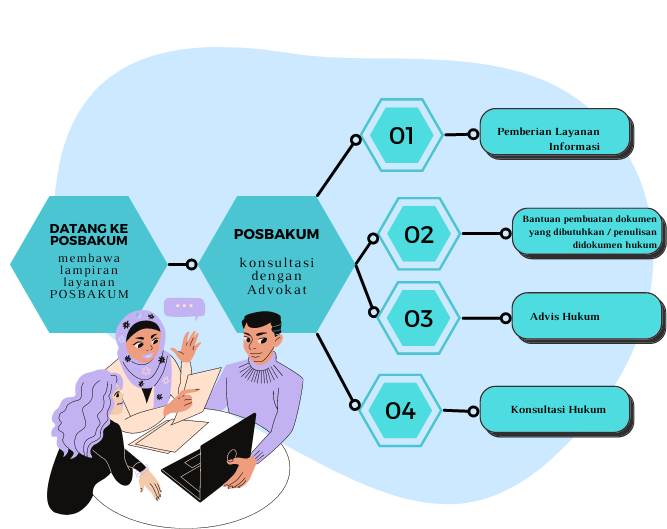 DATANG KE
POSBAKUM
membawa
lampiran
layanan
POSBAKUM
POSBAKUM
konsultasi
dengan
Advokat
01
Pemberian Layanan
Informasi
02
Bantuan pembuatan dokumen
yang dibutuhkan / penulisan
didokumen hukum
03
Advis Hukum
04
Konsultasi Hukum